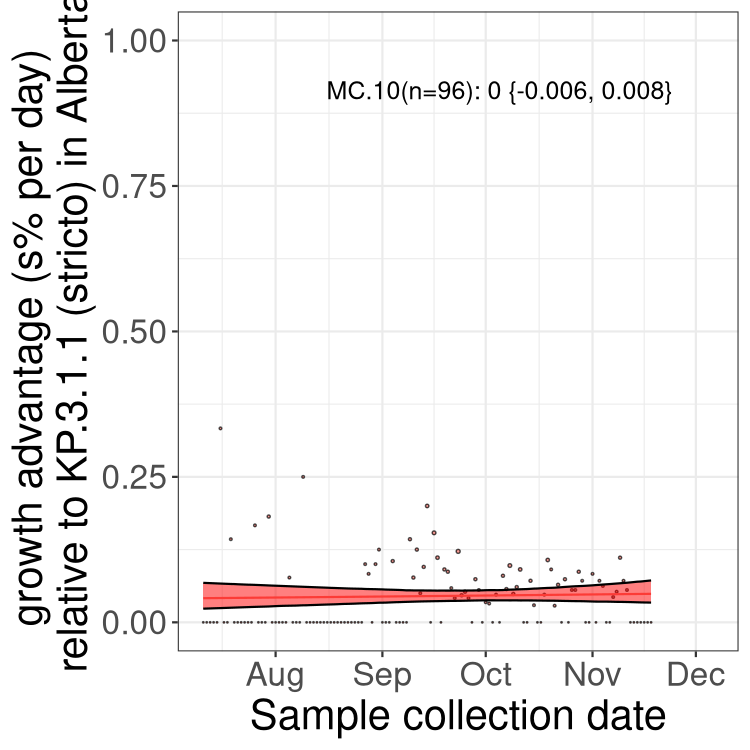 growth advantage (s% per day)
relative to KP.3.1.1 (stricto) in Alberta
1.00
0.75
0.50
0.25
0.00
MC.10(n=96): 0 {-0.006, 0.008}
Aug Sep Oct Nov Dec
Sample collection date